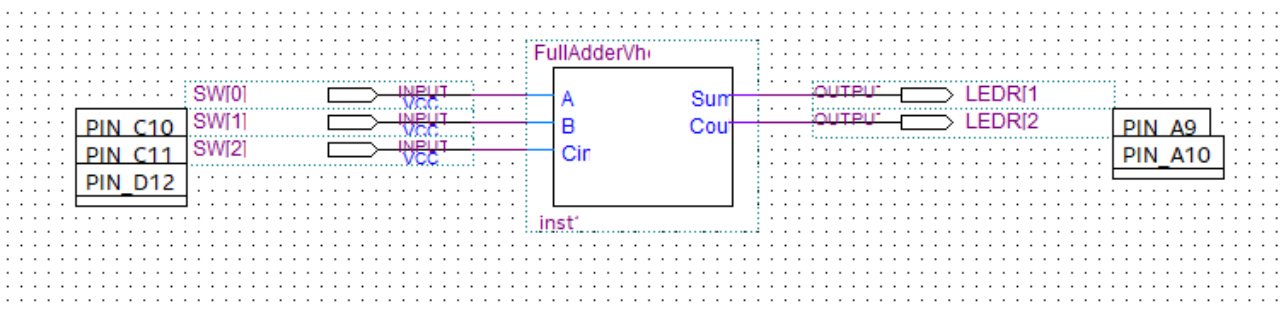 FullAdderVh
SW[0] INPUT VCC A Sum OUTPUT LEDR[1
PIN_C10 SW[1] INPUT VCC B Cou OUTPUT LEDR[2 PIN_A9
PIN_C11 SW[2] INPUT VCC Cin PIN_A10
PIN_D12
inst